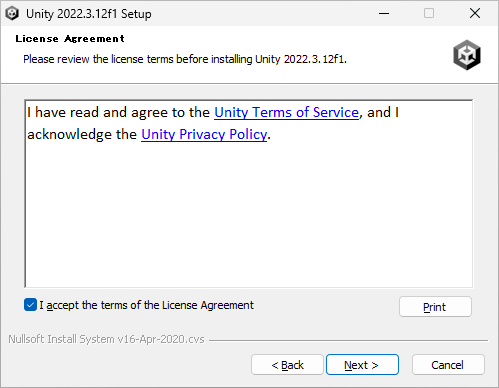 Unity 2022.3.12f1 Setup
License Agreement
Please review the license terms before installing Unity 2022.3.12f1.
I have read and agree to the Unity Terms of Service, and I
acknowledge the Unity Privacy Policy.
I accept the terms of the License Agreement
Print
Nullsoft Install System v16-Apr-2020.cvs
< Back
Next >
Cancel